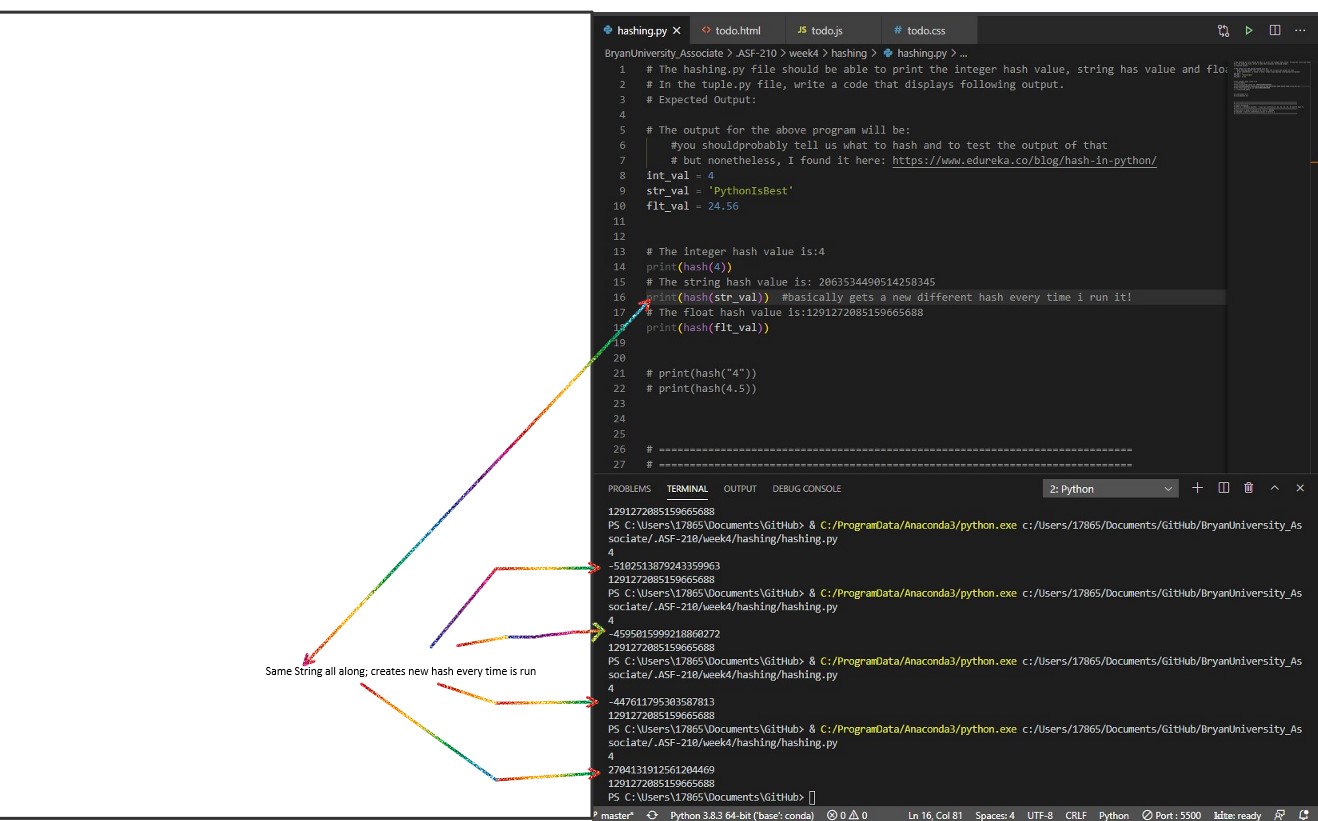 hashing.py
todo.html
JS todo.js
# todo.css
BryanUniversity_Associate > .ASF-210 > week4 > hashing > hashing.py > ...
1 # The hashing.py file should be able to print the integer hash value, string has value and floa
2 # In the tuple.py file, write a code that displays following output.
3 # Expected Output:
4
5 # The output for the above program will be:
6 #you shouldprobably tell us what to hash and to test the output of that
7 # but nonetheless, I found it here: https://www.edureka.co/blog/hash-in-python/
8 int_val = 4
9 str_val = 'PythonIsBest'
10 flt_val = 24.56
11
12
13 # The integer hash value is:4
14 print(hash(4))
15 # The string hash value is: 2063534490514258345
16 print(hash(str_val)) #basically gets a new different hash every time i run it!
17 # The float hash value is:1291272085159665688
18 print(hash(flt_val))
19
20
21 # print(hash("4"))
22 # print(hash(4.5))
23
24
25
26 # =============================================================================
27 # =============================================================================
PROBLEMS TERMINAL OUTPUT DEBUG CONSOLE 2: Python
1291272085159665688
PS C:\Users\17865\Documents\GitHub> & C:/ProgramData/Anaconda3/python.exe c:/Users/17865/Documents/GitHub/BryanUniversity_As
sociate/.ASF-210/week4/hashing/hashing.py
4
-5102513879243359963
1291272085159665688
PS C:\Users\17865\Documents\GitHub> & C:/ProgramData/Anaconda3/python.exe c:/Users/17865/Documents/GitHub/BryanUniversity_As
sociate/.ASF-210/week4/hashing/hashing.py
4
-4595015999218860272
1291272085159665688
PS C:\Users\17865\Documents\GitHub> & C:/ProgramData/Anaconda3/python.exe c:/Users/17865/Documents/GitHub/BryanUniversity_As
sociate/.ASF-210/week4/hashing/hashing.py
4
-447611795303587813
1291272085159665688
PS C:\Users\17865\Documents\GitHub> & C:/ProgramData/Anaconda3/python.exe c:/Users/17865/Documents/GitHub/BryanUniversity_As
sociate/.ASF-210/week4/hashing/hashing.py
4
2704131912561204469
1291272085159665688
PS C:\Users\17865\Documents\GitHub>
Same String all along; creates new hash every time is run
master* Python 3.8.3 64-bit ('base': conda) 0 0 Ln 16, Col 81 Spaces: 4 UTF-8 CRLF Python Port : 5500 kite: ready